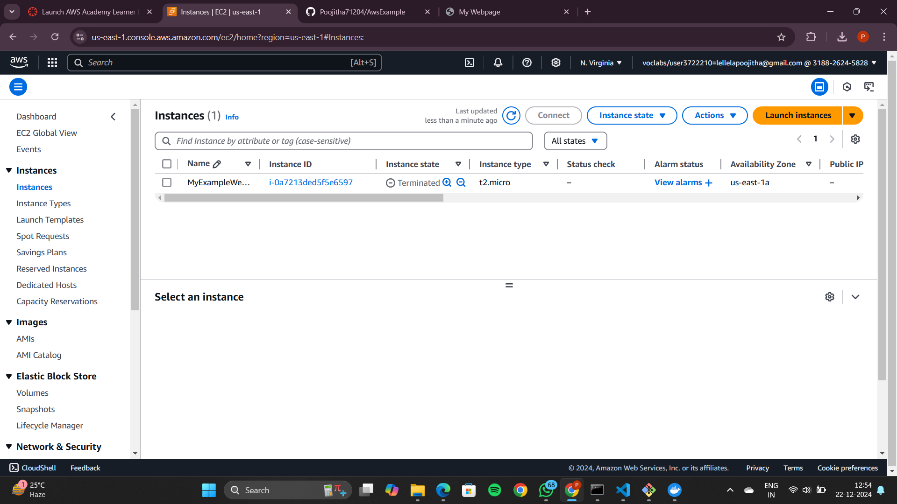 Launch AWS Academy Learner
Instances | EC2 | us-east-1
Poojitha71204/AwsExample
My Webpage
us-east-1.console.aws.amazon.com/ec2/home?region=us-east-1#Instances:
P
aws
Search
[Alt+S]
N. Virginia
voclabs/user3722210=lellelapoojitha@gmail.com @ 3188-2624-5828
Dashboard
EC2 Global View
Events
Instances
Instances
Instance Types
Launch Templates
Spot Requests
Savings Plans
Reserved Instances
Dedicated Hosts
Capacity Reservations
Images
AMIs
AMI Catalog
Elastic Block Store
Volumes
Snapshots
Lifecycle Manager
Network & Security
Instances (1) Info
Last updated
less than a minute ago
Connect
Instance state
Actions
Launch instances
Find Instance by attribute or tag (case-sensitive)
All states
1
Name
Instance ID
Instance state
Instance type
Status check
Alarm status
Availability Zone
Public IP
MyExampleWe...
i-0a7213ded5f5e6597
Terminated
t2.micro
–
View alarms +
us-east-1a
–
Select an instance
CloudShell
Feedback
© 2024, Amazon Web Services, Inc. or its affiliates.
Privacy
Terms
Cookie preferences
1
25°C
Haze
Search
68
ENG
IN
12:54
22-12-2024